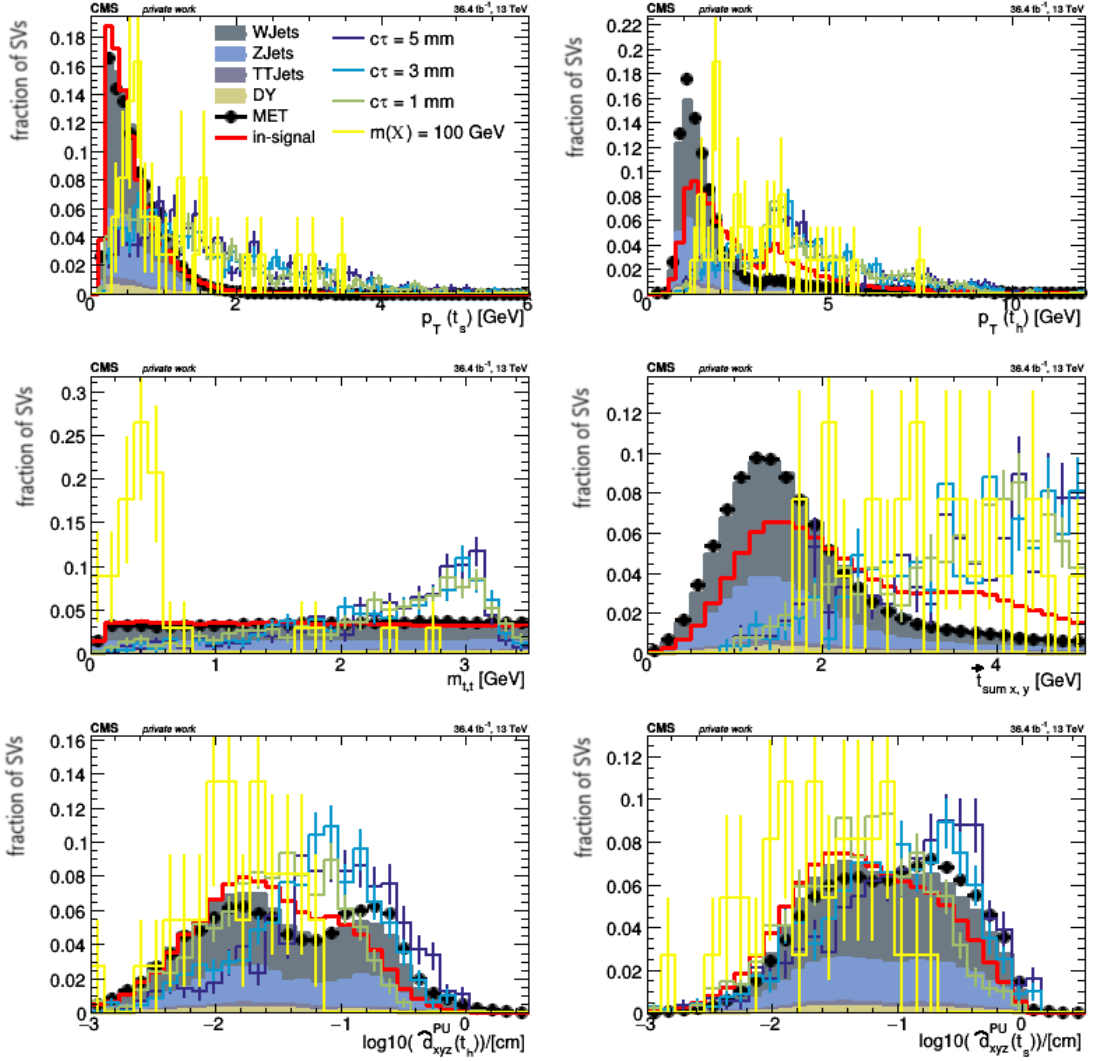 CMS private work 36.4 fb⁻¹, 13 TeV
fraction of SVs
0.18
0.16
0.14
0.12
0.1
0.08
0.06
0.04
0.02
0
0 2 4 6
p_T (t_s) [GeV]
WJets
ZJets
TTJets
DY
MET
in-signal
cτ = 5 mm
cτ = 3 mm
cτ = 1 mm
m(X) = 100 GeV
CMS private work 36.4 fb⁻¹, 13 TeV
fraction of SVs
0.22
0.2
0.18
0.16
0.14
0.12
0.1
0.08
0.06
0.04
0.02
0
0 5 10
p_T (t_h) [GeV]
CMS private work 36.4 fb⁻¹, 13 TeV
fraction of SVs
0.3
0.25
0.2
0.15
0.1
0.05
0
0 1 2 3
m_t,t [GeV]
CMS private work 36.4 fb⁻¹, 13 TeV
fraction of SVs
0.12
0.1
0.08
0.06
0.04
0.02
0
0 2 4
t⃗_sum x, y [GeV]
CMS private work 36.4 fb⁻¹, 13 TeV
fraction of SVs
0.16
0.14
0.12
0.1
0.08
0.06
0.04
0.02
0
−3 −2 −1 0
log10( d̂^PU_xyz(t_h))/[cm]
CMS private work 36.4 fb⁻¹, 13 TeV
fraction of SVs
0.12
0.1
0.08
0.06
0.04
0.02
0.00
−3 −2 −1 0
log10( d̂^PU_xyz(t_s))/[cm]